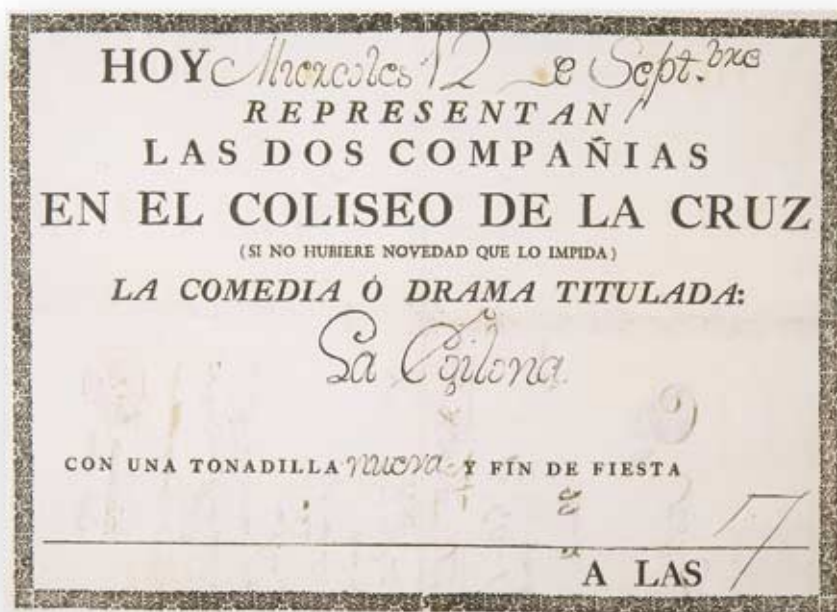 HOY Miercoles 12 de Sept.bre
REPRESENTAN
LAS DOS COMPAÑIAS
EN EL COLISEO DE LA CRUZ
(SI NO HUBIERE NOVEDAD QUE LO IMPIDA)
LA COMEDIA Ó DRAMA TITULADA:
La
CON UNA TONADILLA nueva Y FIN DE FIESTA
A LAS 7